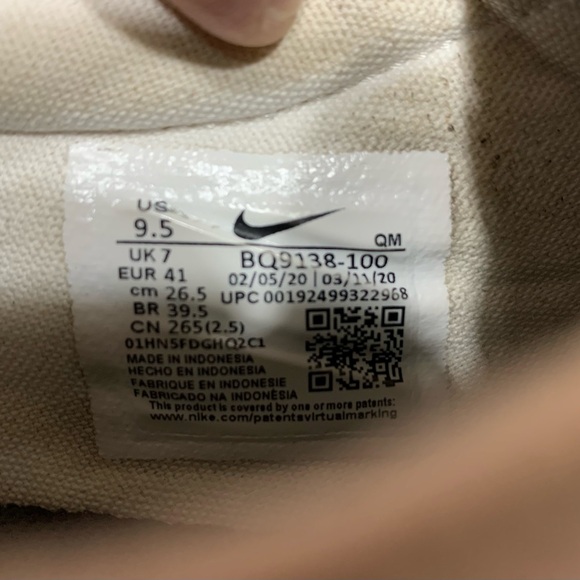 US
9.5
QM
UK 7
BQ9138-100
EUR 41
02/05/20 | 03/11/20
cm 26.5
UPC 00192499322968
BR 39.5
CN 265(2.5)
01HN5FDGHQ2C1
MADE IN INDONESIA
HECHO EN INDONESIA
FABRIQUE EN INDONESIE
FABRICADO NA INDONÉSIA
This product is covered by one or more patents:
www.nike.com/patentsvirtualmarking